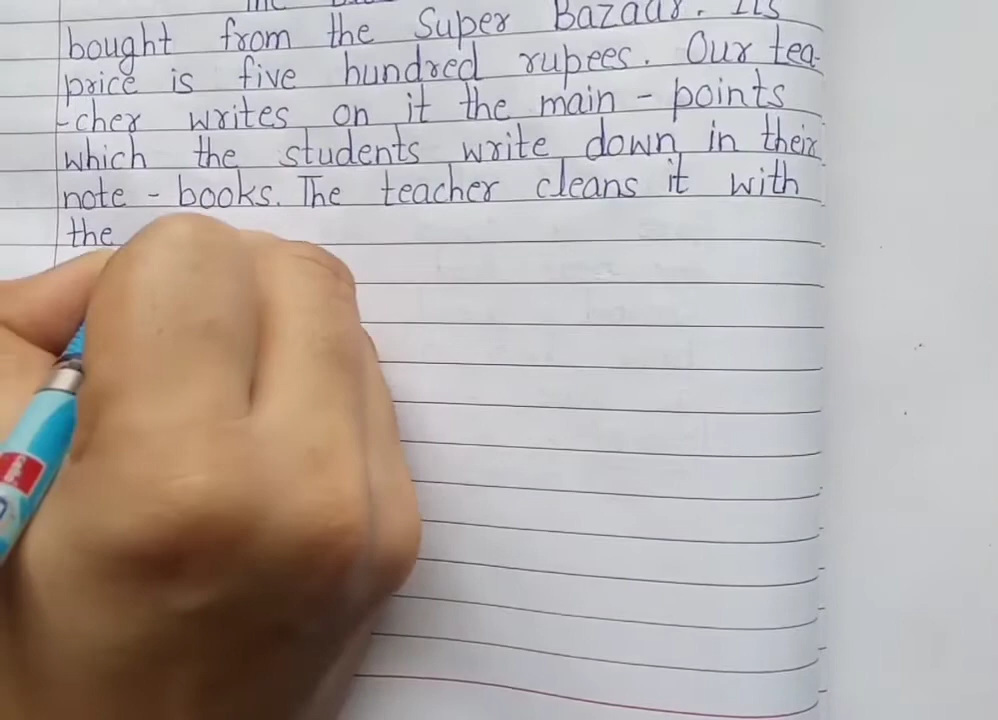 bought from the Super Bazaar. Its
price is five hundred rupees. Our tea-
-cher writes on it the main - points
which the students write down in their
note - books. The teacher cleans it with
the